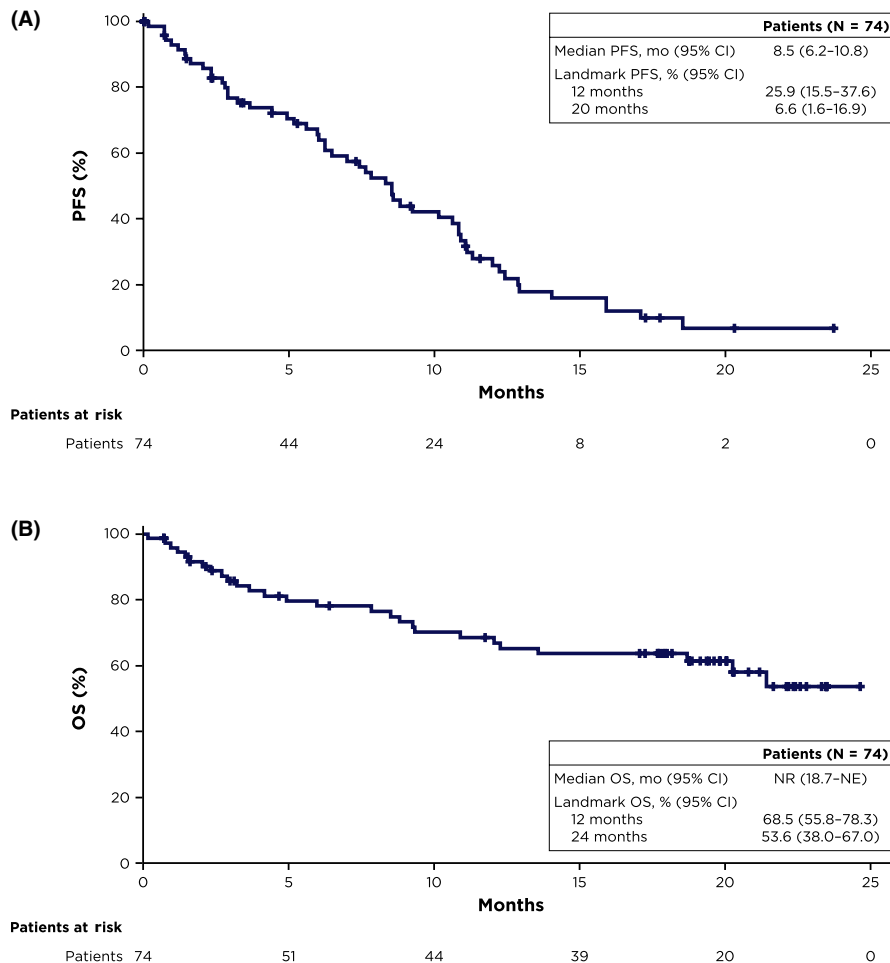 (A)
100
80
60
40
20
0
PFS (%)
Patients (N = 74)
Median PFS, mo (95% CI) 8.5 (6.2–10.8)
Landmark PFS, % (95% CI)
12 months 25.9 (15.5–37.6)
20 months 6.6 (1.6–16.9)
0 5 10 15 20 25
Months
Patients at risk
Patients 74 44 24 8 2 0
(B)
100
80
60
40
20
0
OS (%)
Patients (N = 74)
Median OS, mo (95% CI) NR (18.7–NE)
Landmark OS, % (95% CI)
12 months 68.5 (55.8–78.3)
24 months 53.6 (38.0–67.0)
0 5 10 15 20 25
Months
Patients at risk
Patients 74 51 44 39 20 0